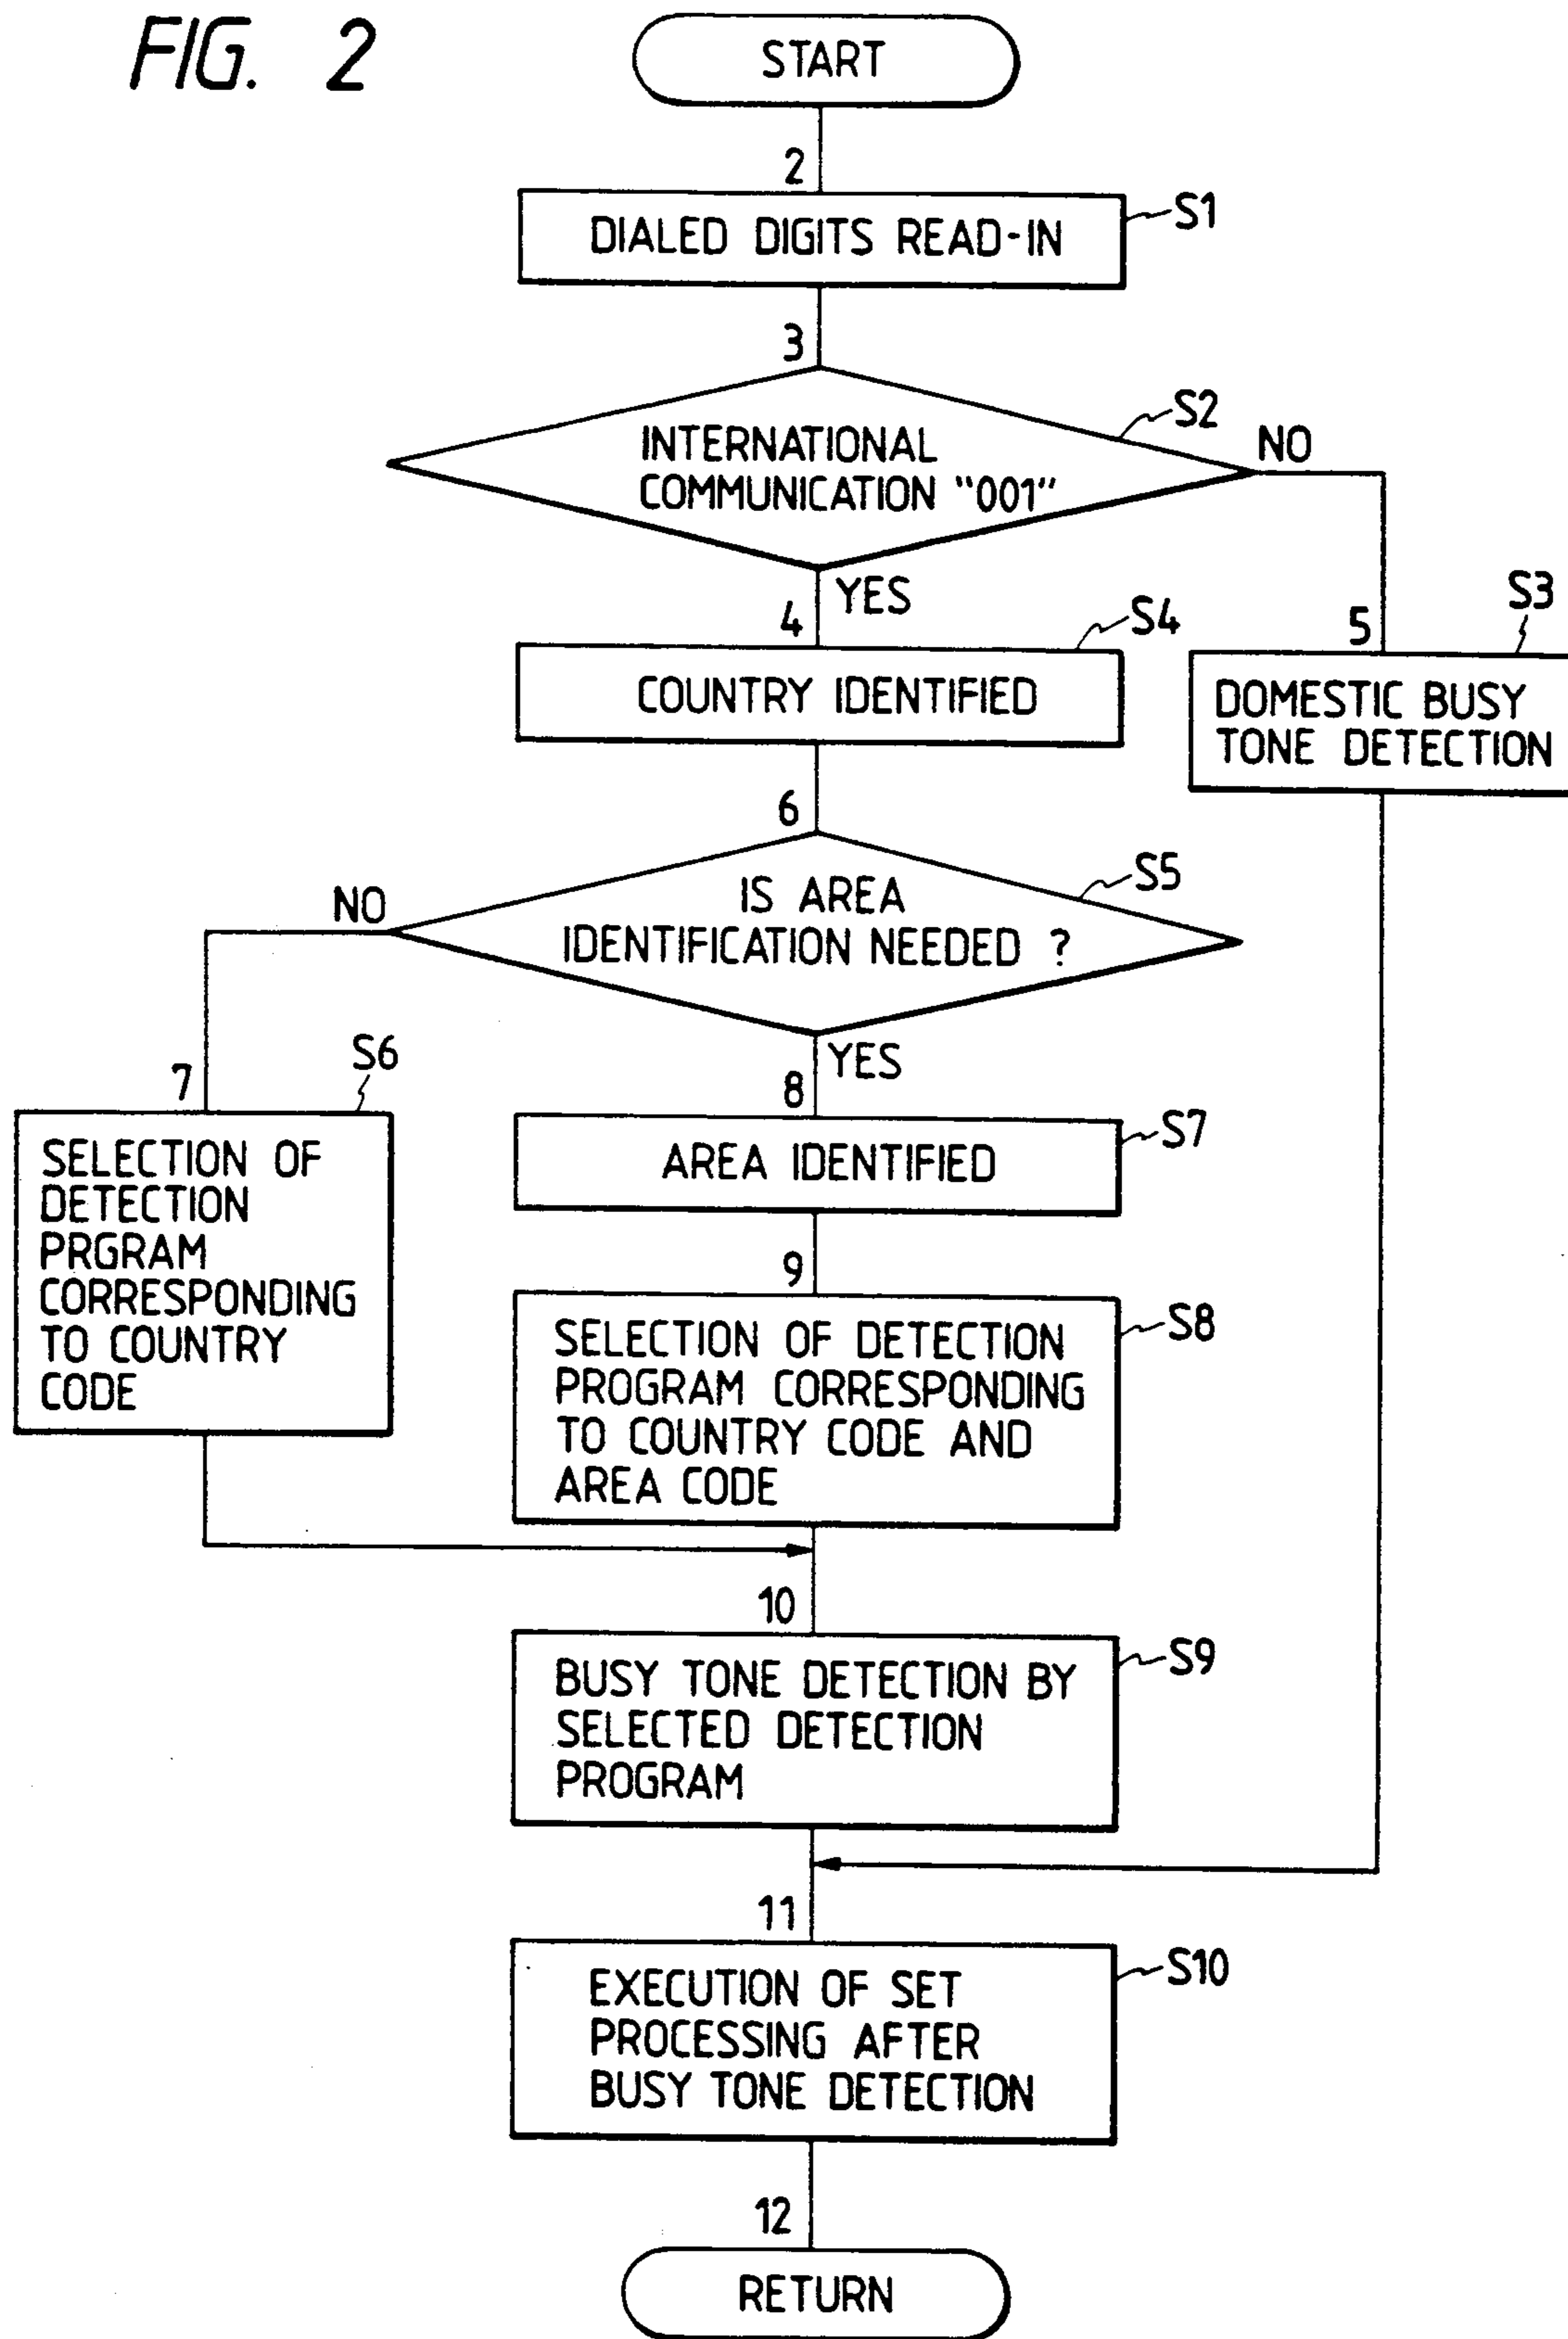 FIG. 2
START
2
DIALED DIGITS READ-IN
S1
3
INTERNATIONAL
COMMUNICATION "001"
S2
NO
YES
4
S4
COUNTRY IDENTIFIED
5
S3
DOMESTIC BUSY
TONE DETECTION
6
IS AREA
IDENTIFICATION NEEDED ?
S5
NO
YES
7
S6
SELECTION OF
DETECTION
PRGRAM
CORRESPONDING
TO COUNTRY
CODE
8
S7
AREA IDENTIFIED
9
S8
SELECTION OF DETECTION
PROGRAM CORRESPONDING
TO COUNTRY CODE AND
AREA CODE
10
S9
BUSY TONE DETECTION BY
SELECTED DETECTION
PROGRAM
11
S10
EXECUTION OF SET
PROCESSING AFTER
BUSY TONE DETECTION
12
RETURN